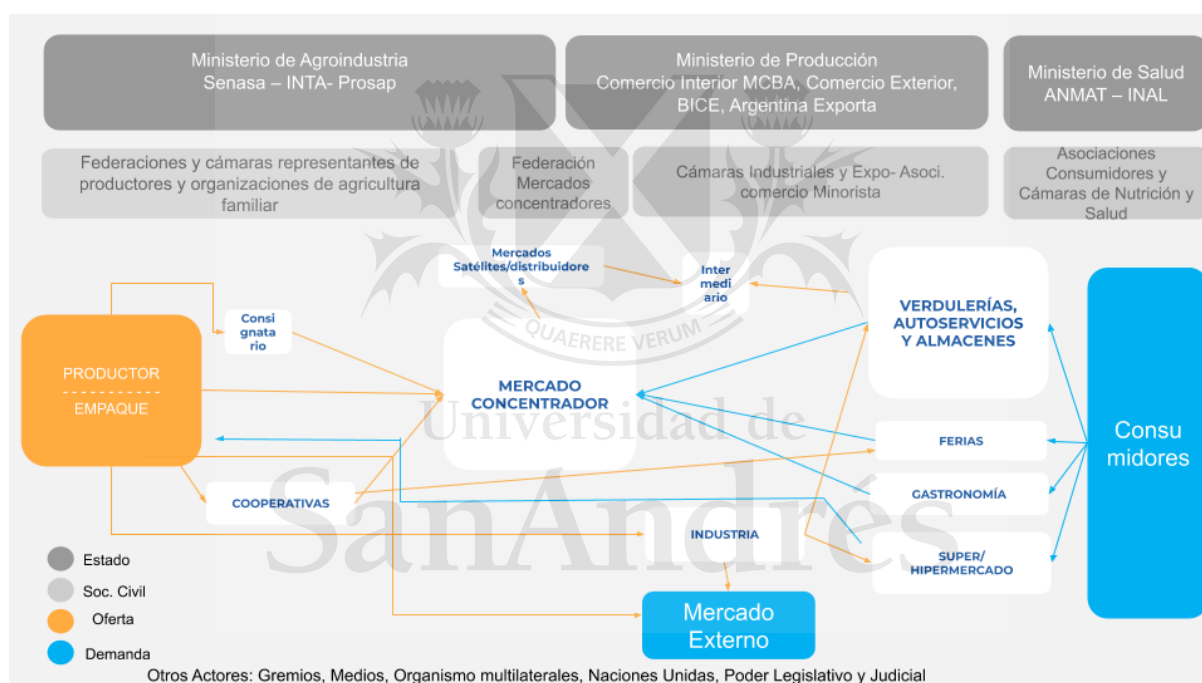 Ministerio de Agroindustria
Senasa – INTA- Prosap
Ministerio de Producción
Comercio Interior MCBA, Comercio Exterior,
BICE, Argentina Exporta
Ministerio de Salud
ANMAT – INAL
Federaciones y cámaras representantes de
productores y organizaciones de agricultura
familiar
Federación
Mercados
concentradores
Cámaras Industriales y Expo- Asoci.
comercio Minorista
Asociaciones
Consumidores y
Cámaras de Nutrición y
Salud
Mercados
Satélites/distribuidore
s
Inter
medi
ario
Consi
gnata
rio
PRODUCTOR
EMPAQUE
MERCADO
CONCENTRADOR
VERDULERÍAS,
AUTOSERVICIOS
Y ALMACENES
FERIAS
GASTRONOMÍA
SUPER/
HIPERMERCADO
Consu
midores
COOPERATIVAS
INDUSTRIA
Mercado
Externo
QUAERERE VERUM
Universidad de
SanAndrés
Estado
Soc. Civil
Oferta
Demanda
Otros Actores: Gremios, Medios, Organismo multilaterales, Naciones Unidas, Poder Legislativo y Judicial